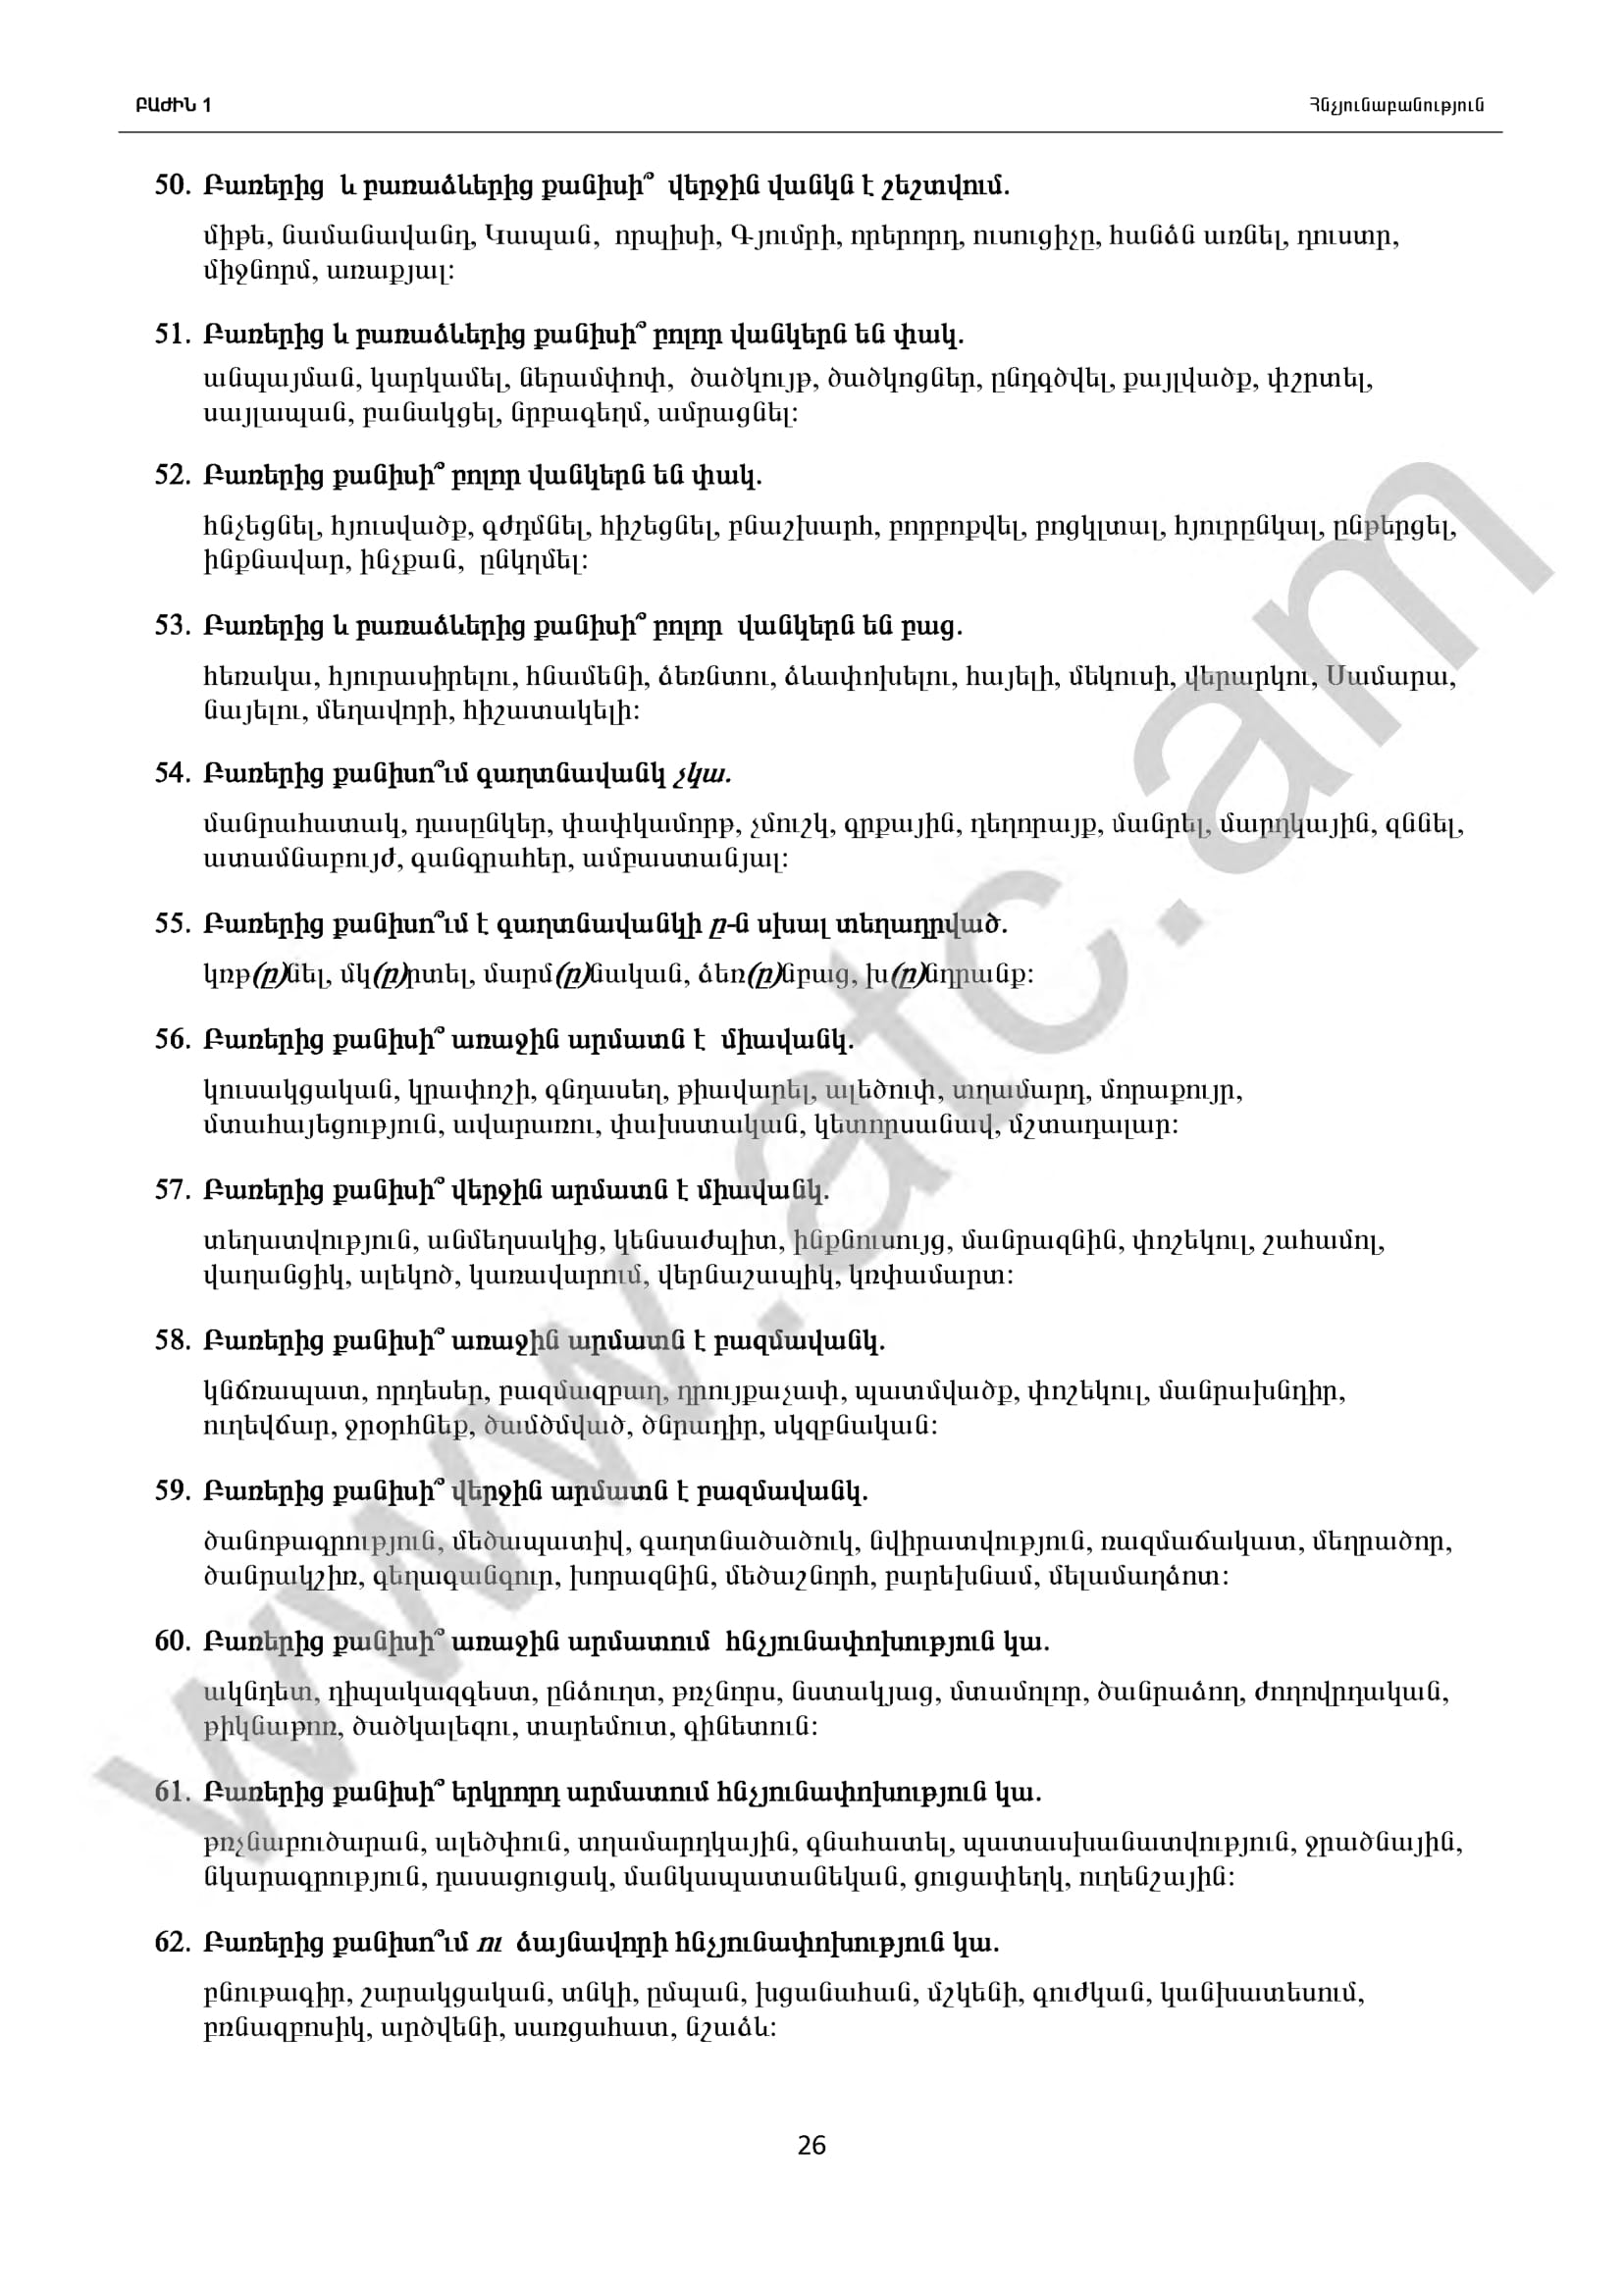 ԲԱԺԻՆ 1
Հնչյունաբանություն
50. Բառերից և բառաձևերից քանիսի՞ վերջին վանկն է շեշտվում.
միթե, նամանավանդ, Կապան, որպիսի, Գյումրի, որերորդ, ուսուցիչը, հանձն առնել, դուստր,
միջնորմ, առաքյալ:
51. Բառերից և բառաձևերից քանիսի՞ բոլոր վանկերն են փակ.
անպայման, կարկամել, ներամփոփ, ծածկույթ, ծածկոցներ, ընդգծվել, քայլվածք, փշրտել,
սայլապան, բանակցել, նրբագեղմ, ամրացնել:
52. Բառերից քանիսի՞ բոլոր վանկերն են փակ.
հնչեցնել, հյուսվածք, գժդմնել, հիշեցնել, բնաշխարհ, բորբոքվել, բոցկլտալ, հյուրընկալ, ընթերցել,
ինքնավար, ինչքան, ընկղմել:
53. Բառերից և բառաձևերից քանիսի՞ բոլոր վանկերն են բաց.
հեռակա, հյուրասիրելու, հնամենի, ձեռնտու, ձևափոխելու, հայելի, մեկուսի, վերարկու, Սամարա,
նայելու, մեղավորի, հիշատակելի:
54. Բառերից քանիսո՞ւմ գաղտնավանկ չկա.
մանրահատակ, դասընկեր, փափկամորթ, չմուշկ, գրքային, դեղորայք, մանրել, մարդկային, զննել,
ատամնաբույժ, գանգրահեր, ամբաստանյալ:
55. Բառերից քանիսո՞ւմ է գաղտնավանկի ը-ն սխալ տեղադրված.
կռթ(ը)նել, մկ(ը)րտել, մարմ(ը)նական, ձեռ(ը)նբաց, խ(ը)նդրանք:
56. Բառերից քանիսի՞ առաջին արմատն է միավանկ.
կուսակցական, կրափոշի, գնդասեղ, թիավարել, ալեծուփ, տղամարդ, մորաքույր,
մտահայեցություն, ավարառու, փախստական, կետորսանավ, մշտադալար:
57. Բառերից քանիսի՞ վերջին արմատն է միավանկ.
տեղատվություն, անմեղսակից, կենսաժպիտ, ինքնուսույց, մանրազնին, փոշեկուլ, շահամոլ,
վաղանցիկ, ալեկոծ, կառավարում, վերնաշապիկ, կռփամարտ:
58. Բառերից քանիսի՞ առաջին արմատն է բազմավանկ.
կնճռապատ, որդեսեր, բազմազբաղ, դրույքաչափ, պատմվածք, փոշեկուլ, մանրախնդիր,
ուղեվճար, ջրօրհնեք, ծամծմված, ծնրադիր, սկզբնական:
59. Բառերից քանիսի՞ վերջին արմատն է բազմավանկ.
ծանոթագրություն, մեծապատիվ, գաղտնածածուկ, նվիրատվություն, ռազմաճակատ, մեղրածոր,
ծանրակշիռ, գեղագանգուր, խորազնին, մեծաշնորհ, բարեխնամ, մելամաղձոտ:
60. Բառերից քանիսի՞ առաջին արմատում հնչյունափոխություն կա.
ակնդետ, դիպակազգեստ, ընձուղտ, թռչնորս, նստակյաց, մտամոլոր, ծանրաձող, ժողովրդական,
թիկնաթոռ, ծածկալեզու, տարեմուտ, գինետուն:
61. Բառերից քանիսի՞ երկրորդ արմատում հնչյունափոխություն կա.
թռչնաբուծարան, ալեծփուն, տղամարդկային, գնահատել, պատասխանատվություն, ջրածնային,
նկարագրություն, դասացուցակ, մանկապատանեկան, ցուցափեղկ, ուղենշային:
62. Բառերից քանիսո՞ւմ ու ձայնավորի հնչյունափոխություն կա.
բնութագիր, շարակցական, տնկի, ըմպան, խցանահան, մշկենի, գուժկան, կանխատեսում,
բռնազբոսիկ, արծվենի, սառցահատ, նշաձև:
26
www.atc.am